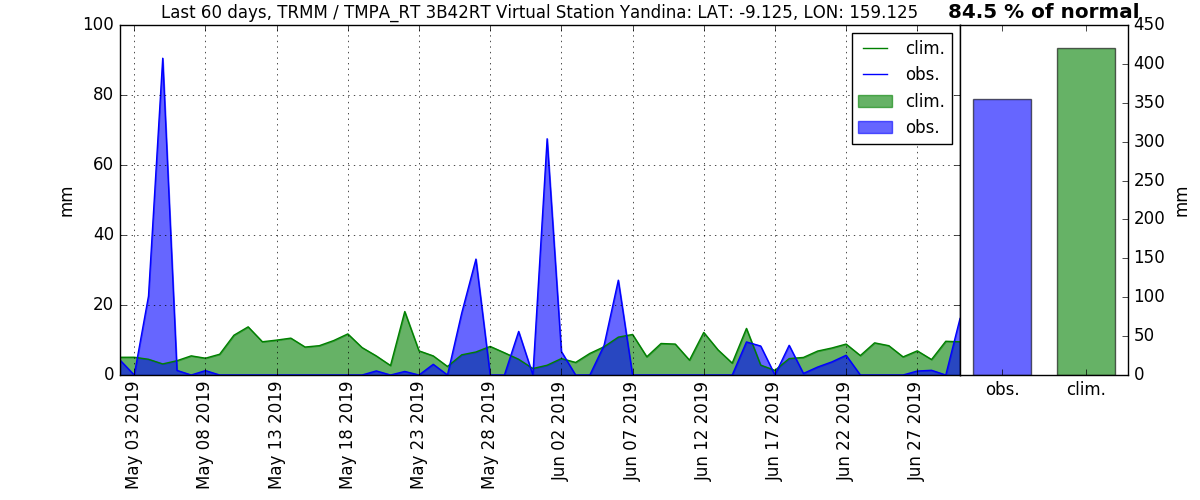 Last 60 days, TRMM / TMPA_RT 3B42RT Virtual Station Yandina: LAT: -9.125, LON: 159.125
84.5 % of normal
100
80
60
40
20
0
mm
clim.
obs.
clim.
obs.
May 03 2019
May 08 2019
May 13 2019
May 18 2019
May 23 2019
May 28 2019
Jun 02 2019
Jun 07 2019
Jun 12 2019
Jun 17 2019
Jun 22 2019
Jun 27 2019
450
400
350
300
250
200
150
100
50
0
mm
obs.
clim.